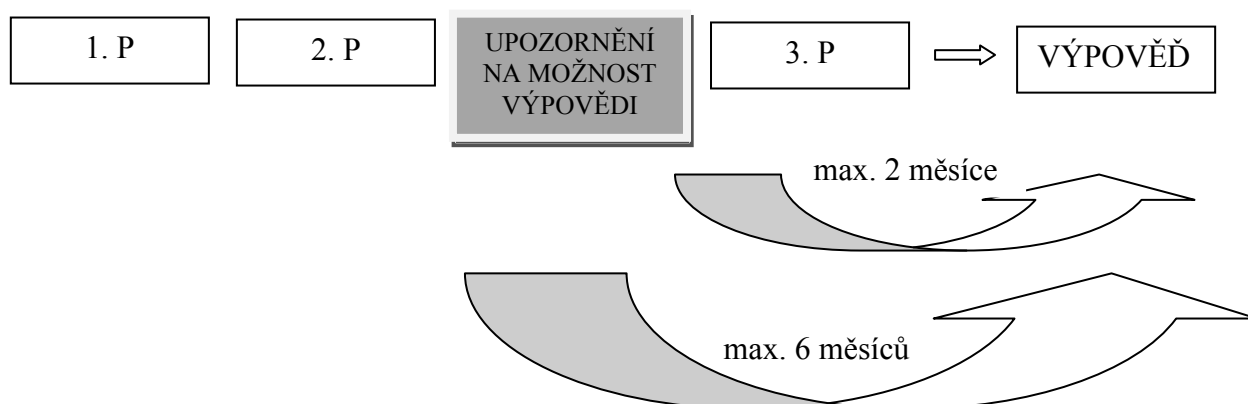 1. P
2. P
UPOZORNĚNÍ
NA MOŽNOST
VÝPOVĚDI
3. P
VÝPOVĚĎ
max. 2 měsíce
max. 6 měsíců